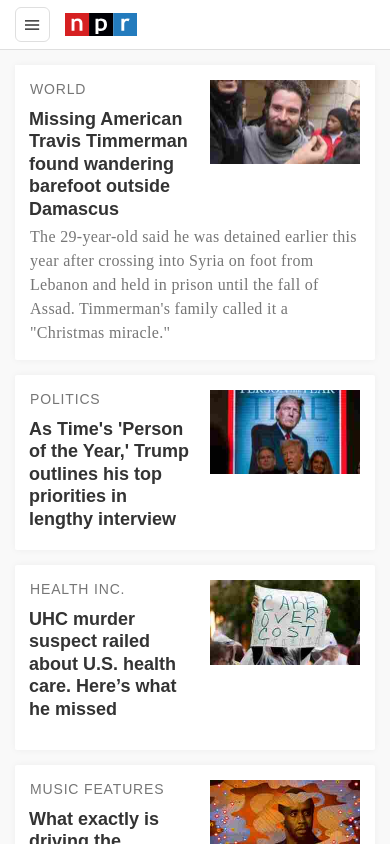 npr
WORLD
Missing American
Travis Timmerman
found wandering
barefoot outside
Damascus
The 29-year-old said he was detained earlier this
year after crossing into Syria on foot from
Lebanon and held in prison until the fall of
Assad. Timmerman's family called it a
"Christmas miracle."
POLITICS
As Time's 'Person
of the Year,' Trump
outlines his top
priorities in
lengthy interview
TIME
HEALTH INC.
UHC murder
suspect railed
about U.S. health
care. Here’s what
he missed
CARE
OVER
COST
MUSIC FEATURES
What exactly is
driving the